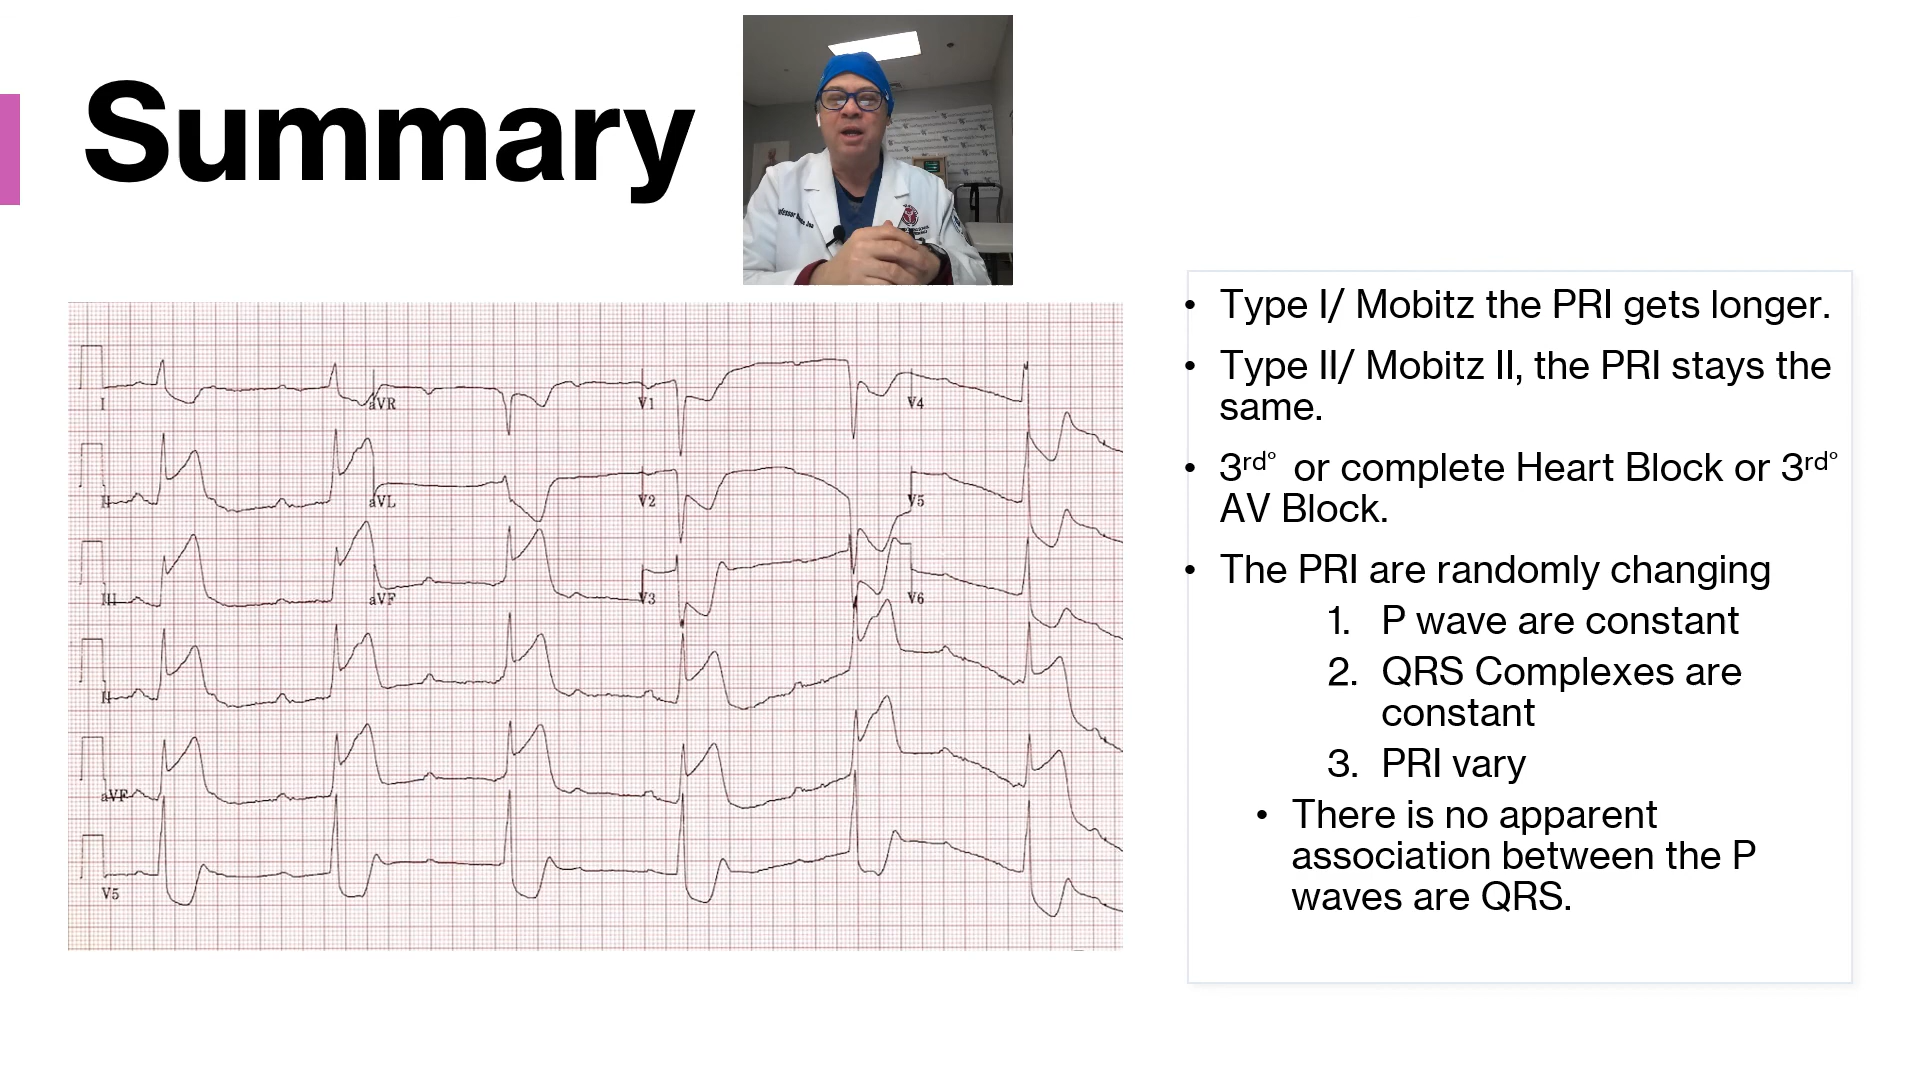 Summary
Professor
I
aVR
V1
V4
II
aVL
V2
V5
III
aVF
V3
V6
II
aVF
V5
• Type I/ Mobitz the PRI gets longer.
• Type II/ Mobitz II, the PRI stays the
same.
• 3rd° or complete Heart Block or 3rd°
AV Block.
• The PRI are randomly changing
1. P wave are constant
2. QRS Complexes are
constant
3. PRI vary
• There is no apparent
association between the P
waves are QRS.